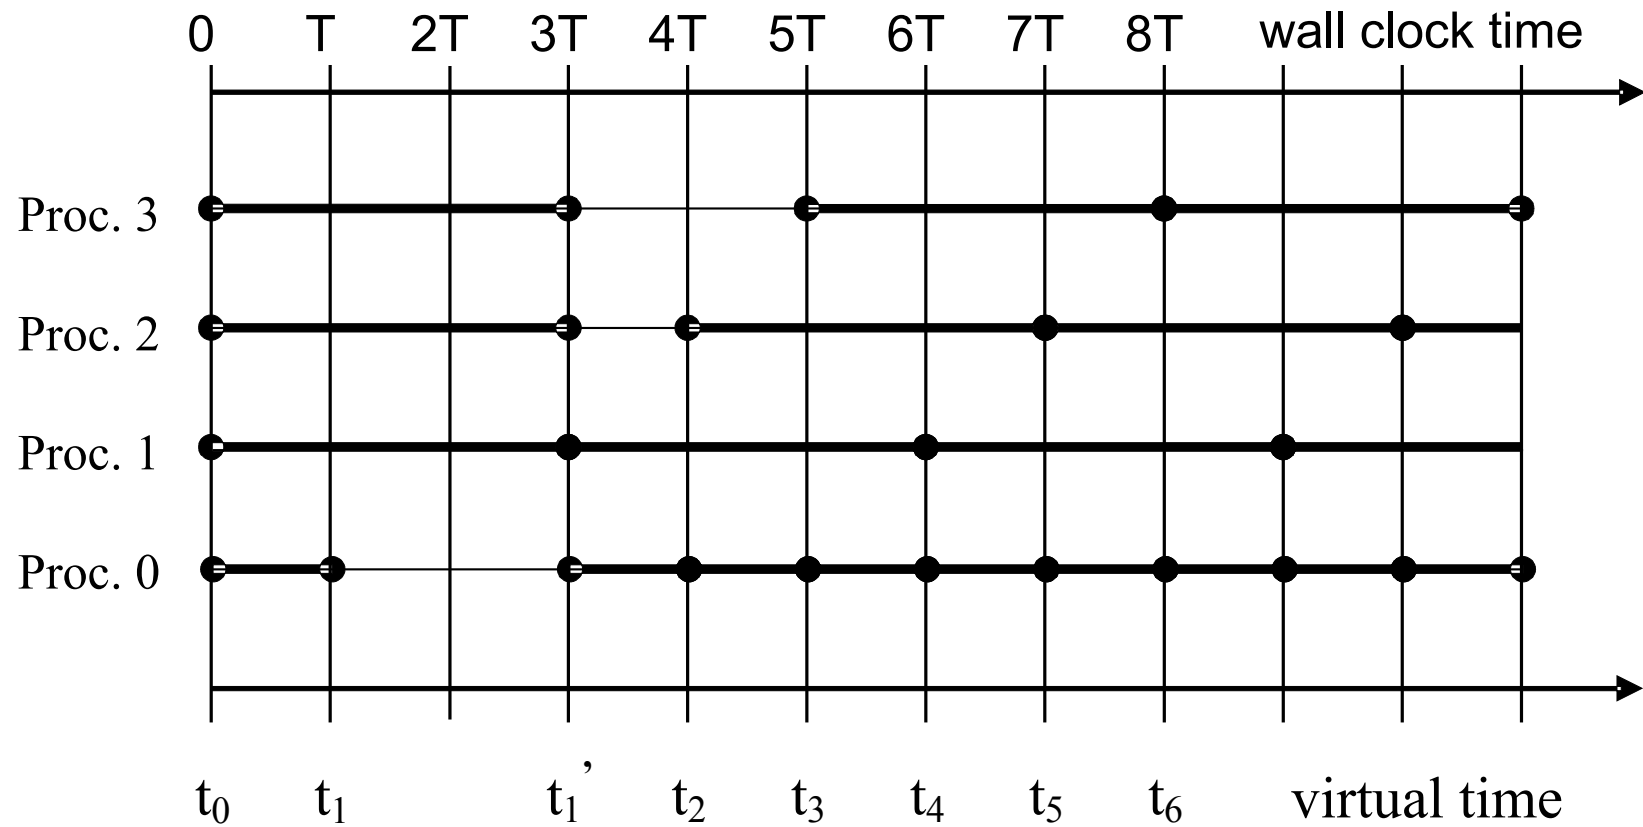 0 T 2T 3T 4T 5T 6T 7T 8T wall clock time
Proc. 3
Proc. 2
Proc. 1
Proc. 0
t₀ t₁ t₁’ t₂ t₃ t₄ t₅ t₆ virtual time